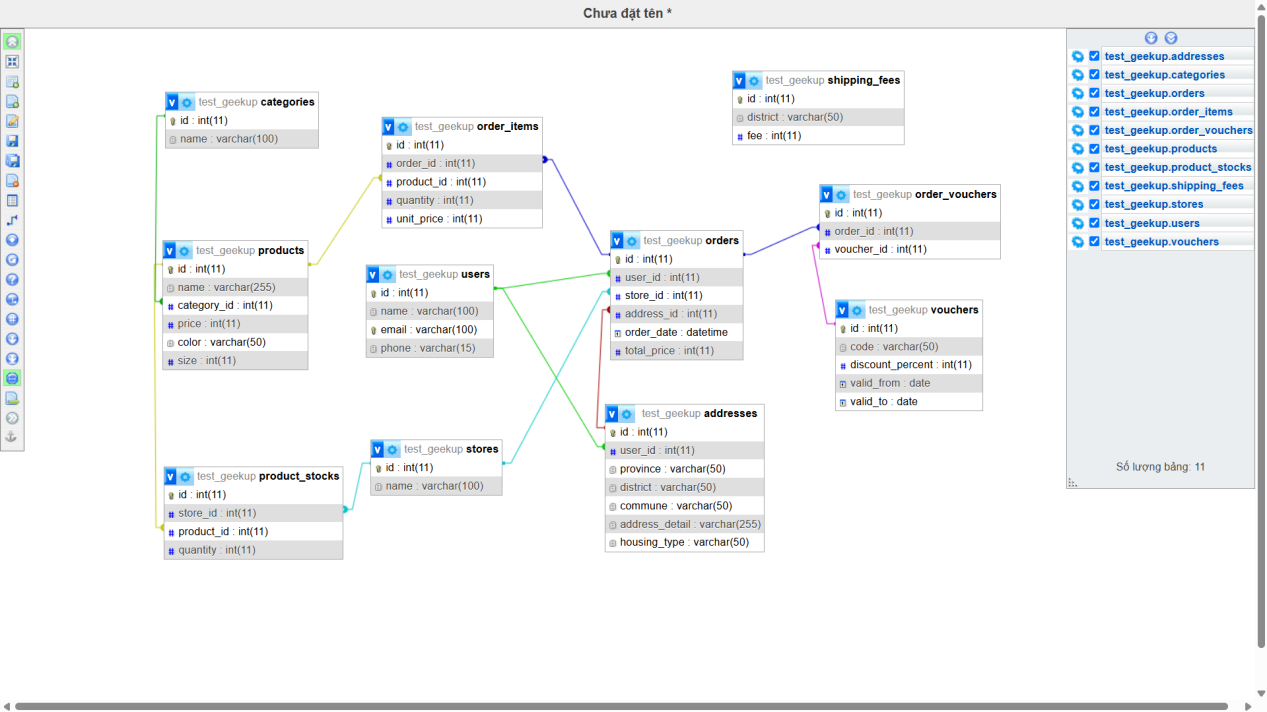 Chưa đặt tên *
test_geekup categories
id : int(11)
name : varchar(100)
test_geekup order_items
id : int(11)
order_id : int(11)
product_id : int(11)
quantity : int(11)
unit_price : int(11)
test_geekup shipping_fees
id : int(11)
district : varchar(50)
fee : int(11)
test_geekup products
id : int(11)
name : varchar(255)
category_id : int(11)
price : int(11)
color : varchar(50)
size : int(11)
test_geekup users
id : int(11)
name : varchar(100)
email : varchar(100)
phone : varchar(15)
test_geekup orders
id : int(11)
user_id : int(11)
store_id : int(11)
address_id : int(11)
order_date : datetime
total_price : int(11)
test_geekup order_vouchers
id : int(11)
order_id : int(11)
voucher_id : int(11)
test_geekup vouchers
id : int(11)
code : varchar(50)
discount_percent : int(11)
valid_from : date
valid_to : date
test_geekup product_stocks
id : int(11)
store_id : int(11)
product_id : int(11)
quantity : int(11)
test_geekup stores
id : int(11)
name : varchar(100)
test_geekup addresses
id : int(11)
user_id : int(11)
province : varchar(50)
district : varchar(50)
commune : varchar(50)
address_detail : varchar(255)
housing_type : varchar(50)
test_geekup.addresses
test_geekup.categories
test_geekup.orders
test_geekup.order_items
test_geekup.order_vouchers
test_geekup.products
test_geekup.product_stocks
test_geekup.shipping_fees
test_geekup.stores
test_geekup.users
test_geekup.vouchers
Số lượng bảng: 11